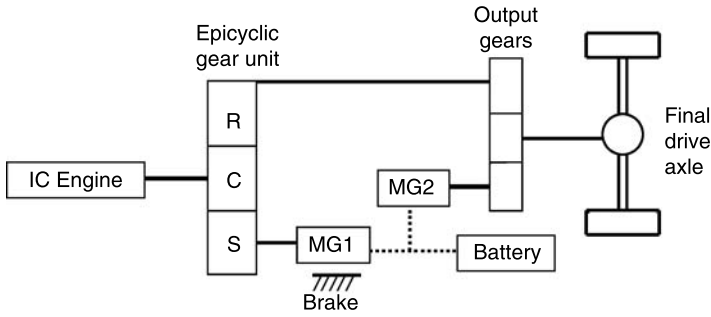 Output
gears
Epicyclic
gear unit
R
Final
drive
axle
IC Engine
C
MG2
S
MG1
Battery
Brake